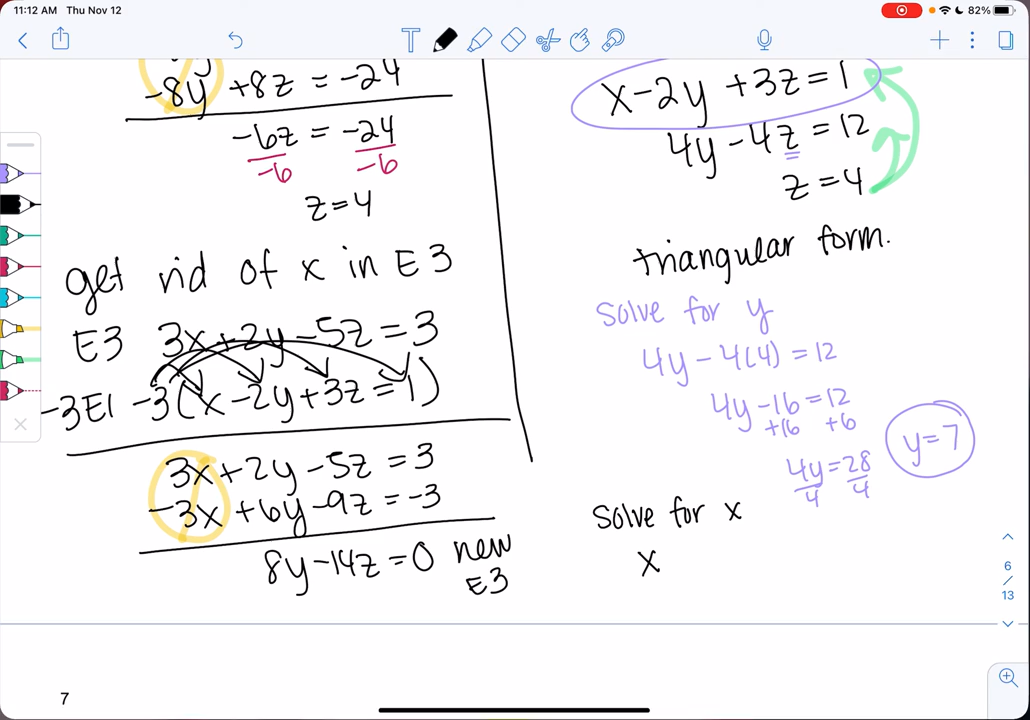 11:12 AM Thu Nov 12
82%
-8y +8z = -24
-6z = -24
-6 -6
z = 4
get rid of x in E3
E3 3x+2y-5z=3
-3E1 -3(x-2y+3z=1)
3x+2y-5z=3
-3x+6y-9z=-3
8y-14z=0 new
E3
x-2y+3z=1
4y-4z=12
z=4
triangular form.
Solve for y
4y-4(4)=12
4y-16=12
+16 +6
4y=28
4 4
y=7
Solve for x
x
6
/
13
7